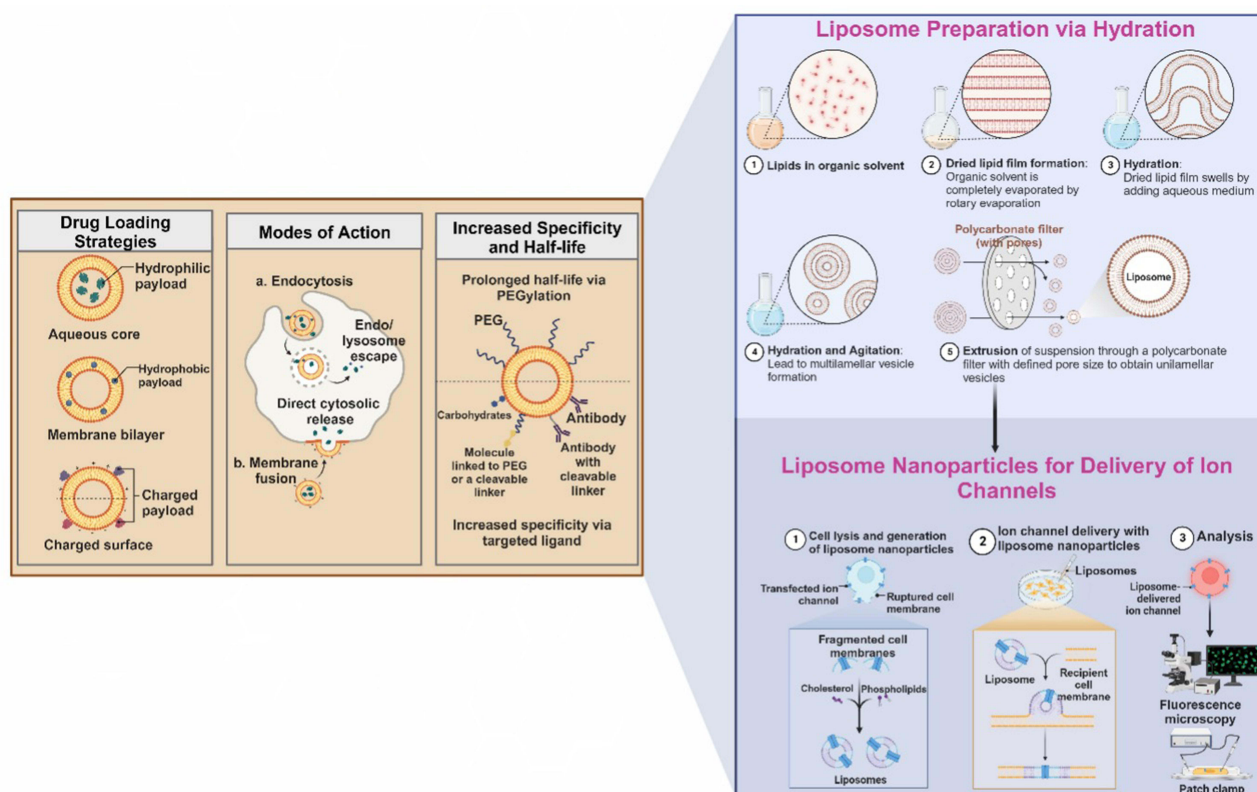 Drug Loading
Strategies
Hydrophilic
payload
Aqueous core
Hydrophobic
payload
Membrane bilayer
Charged
payload
Charged surface
Modes of Action
a. Endocytosis
Endo/
lysosome
escape
Direct cytosolic
release
b. Membrane
fusion
Increased Specificity
and Half-life
Prolonged half-life via
PEGylation
PEG
Carbohydrates
Antibody
Molecule
linked to PEG
or a cleavable
linker
Antibody
with
cleavable
linker
Increased specificity via
targeted ligand
Liposome Preparation via Hydration
1 Lipids in organic solvent
2 Dried lipid film formation:
Organic solvent is
completely evaporated by
rotary evaporation
3 Hydration:
Dried lipid film swells by
adding aqueous medium
4 Hydration and Agitation:
Lead to multilamellar vesicle
formation
Polycarbonate filter
(with pores)
Liposome
5 Extrusion of suspension through a polycarbonate
filter with defined pore size to obtain unilamellar
vesicles
Liposome Nanoparticles for Delivery of Ion
Channels
1 Cell lysis and generation
of liposome nanoparticles
Transfected ion
channel
Ruptured cell
membrane
Fragmented cell
membranes
Cholesterol
Phospholipids
Liposomes
2 Ion channel delivery with
liposome nanoparticles
Liposomes
Liposome
Recipient
cell
membrane
3 Analysis
Liposome-
delivered
ion channel
Fluorescence
microscopy
Patch clamp